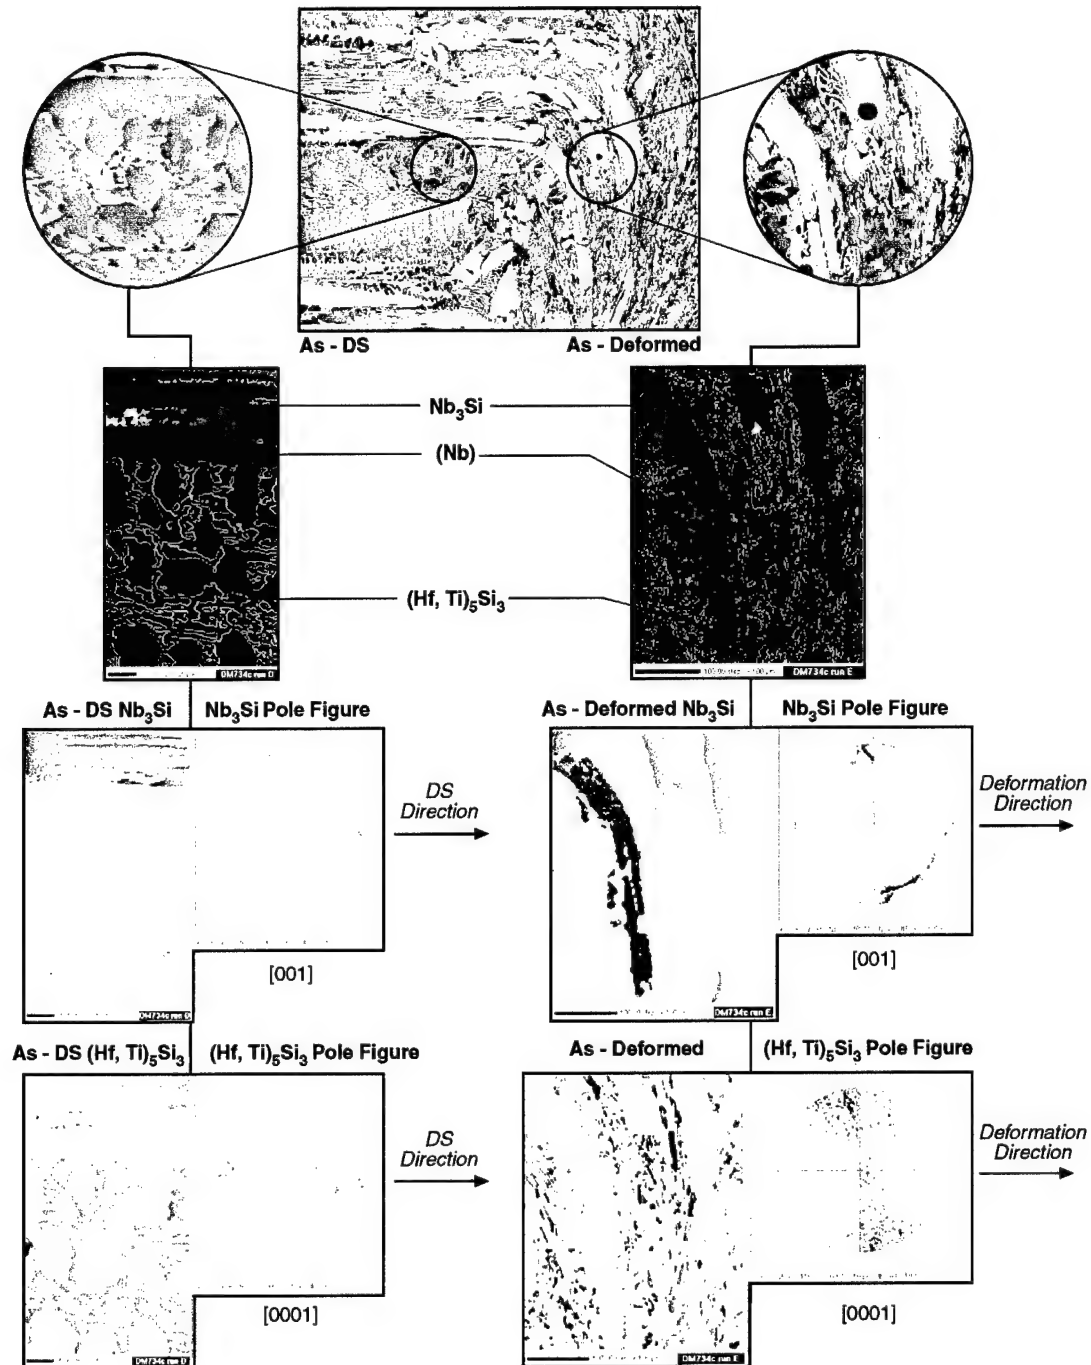 As - DS
As - Deformed
Nb₃Si
(Nb)
(Hf, Ti)₅Si₃
DM734c run D
DM734c run E
As - DS Nb₃Si
Nb₃Si Pole Figure
As - Deformed Nb₃Si
Nb₃Si Pole Figure
DS
Direction
Deformation
Direction
[001]
[001]
DM734c run D
DM734c run E
As - DS (Hf, Ti)₅Si₃
(Hf, Ti)₅Si₃ Pole Figure
As - Deformed
(Hf, Ti)₅Si₃ Pole Figure
DS
Direction
Deformation
Direction
[0001]
[0001]
DM734c run D
DM734c run E